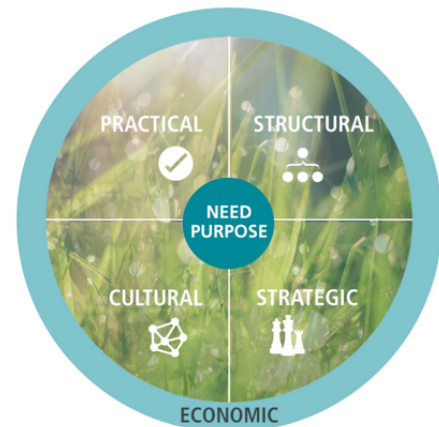 PRACTICAL STRUCTURAL
NEED
PURPOSE
CULTURAL STRATEGIC
ECONOMIC